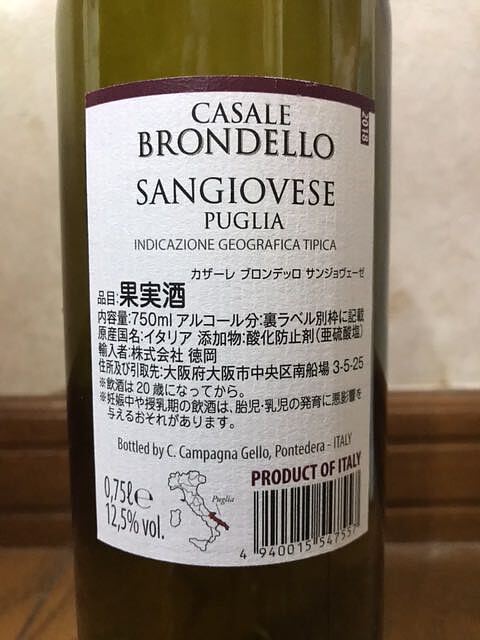 CASALE
BRONDELLO
2018
SANGIOVESE
PUGLIA
INDICAZIONE GEOGRAFICA TIPICA
カザーレ ブロンデッロ サンジョヴェーゼ
品目:果実酒
内容量:750ml アルコール分:裏ラベル別枠に記載
原産国名:イタリア 添加物:酸化防止剤(亜硫酸塩)
輸入者:株式会社 徳岡
住所及び引取先:大阪府大阪市中央区南船場 3-5-25
※飲酒は 20 歳になってから。
※妊娠中や授乳期の飲酒は、胎児・乳児の発育に悪影響を
与えるおそれがあります。
Bottled by C. Campagna Gello, Pontedera - ITALY
PRODUCT OF ITALY
0,75ℓ℮
12,5% vol.
Puglia
4 940015 547557